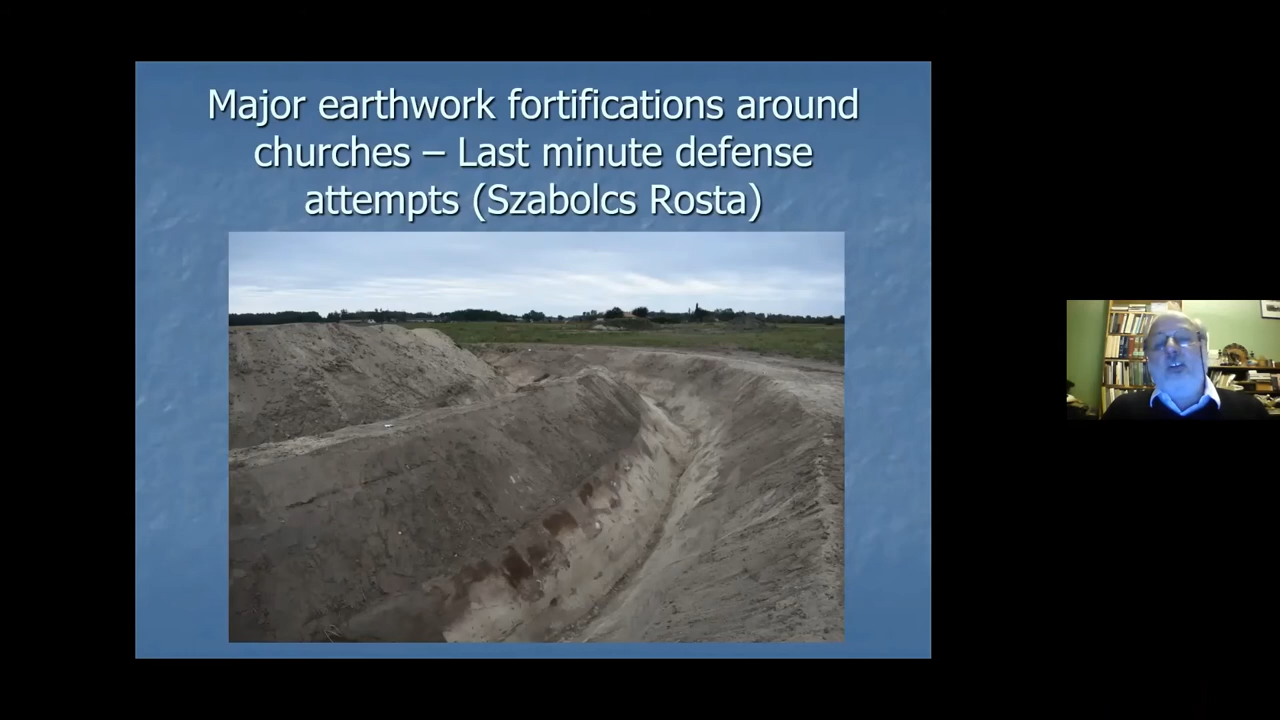 Major earthwork fortifications around
churches – Last minute defense
attempts (Szabolcs Rosta)